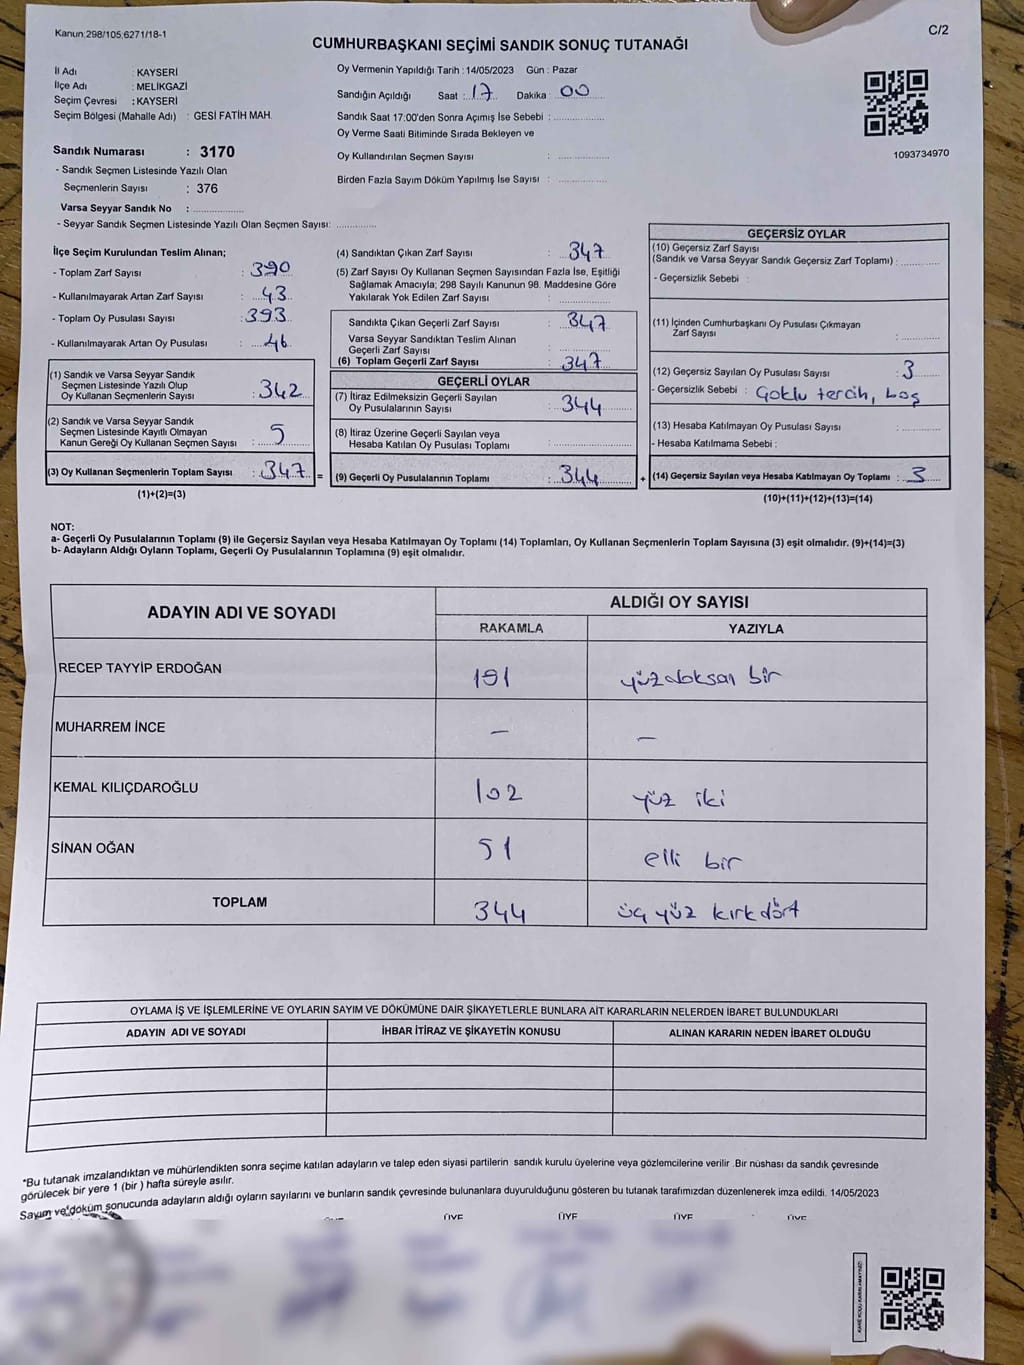 Kanun:298/105;6271/18-1
C/2
CUMHURBAŞKANI SEÇİMİ SANDIK SONUÇ TUTANAĞI
İl Adı : KAYSERİ
İlçe Adı : MELİKGAZİ
Seçim Çevresi : KAYSERİ
Seçim Bölgesi (Mahalle Adı) : GESİ FATİH MAH.
Sandık Numarası : 3170
- Sandık Seçmen Listesinde Yazılı Olan
Seçmenlerin Sayısı : 376
Varsa Seyyar Sandık No :
- Seyyar Sandık Seçmen Listesinde Yazılı Olan Seçmen Sayısı:
Oy Vermenin Yapıldığı Tarih : 14/05/2023 Gün : Pazar
Sandığın Açıldığı Saat : 17 Dakika 00
Sandık Saat 17:00'den Sonra Açımış İse Sebebi :
Oy Verme Saati Bitiminde Sırada Bekleyen ve
Oy Kullandırılan Seçmen Sayısı :
Birden Fazla Sayım Döküm Yapılmış İse Sayısı :
1093734970
İlçe Seçim Kurulundan Teslim Alınan;
- Toplam Zarf Sayısı : 390
- Kullanılmayarak Artan Zarf Sayısı : 43
- Toplam Oy Pusulası Sayısı : 393
- Kullanılmayarak Artan Oy Pusulası : 46
(1) Sandık ve Varsa Seyyar Sandık
Seçmen Listesinde Yazılı Olup
Oy Kullanan Seçmenlerin Sayısı : 342
(2) Sandık ve Varsa Seyyar Sandık
Seçmen Listesinde Kayıtlı Olmayan
Kanun Gereği Oy Kullanan Seçmen Sayısı : 5
(3) Oy Kullanan Seçmenlerin Toplam Sayısı : 347 =
(1)+(2)=(3)
(4) Sandıktan Çıkan Zarf Sayısı : 347
(5) Zarf Sayısı Oy Kullanan Seçmen Sayısından Fazla İse, Eşitliği
Sağlamak Amacıyla; 298 Sayılı Kanunun 98. Maddesine Göre
Yakılarak Yok Edilen Zarf Sayısı :
Sandıkta Çıkan Geçerli Zarf Sayısı : 347
Varsa Seyyar Sandıktan Teslim Alınan
Geçerli Zarf Sayısı :
(6) Toplam Geçerli Zarf Sayısı : 347
GEÇERLİ OYLAR
(7) İtiraz Edilmeksizin Geçerli Sayılan
Oy Pusulalarının Sayısı : 344
(8) İtiraz Üzerine Geçerli Sayılan veya
Hesaba Katılan Oy Pusulası Toplamı :
(9) Geçerli Oy Pusulalarının Toplamı : 344 +
GEÇERSİZ OYLAR
(10) Geçersiz Zarf Sayısı
(Sandık ve Varsa Seyyar Sandık Geçersiz Zarf Toplamı) :
- Geçersizlik Sebebi :
(11) İçinden Cumhurbaşkanı Oy Pusulası Çıkmayan
Zarf Sayısı :
(12) Geçersiz Sayılan Oy Pusulası Sayısı : 3
- Geçersizlik Sebebi : Çoklu tercih, boş
(13) Hesaba Katılmayan Oy Pusulası Sayısı :
- Hesaba Katılmama Sebebi :
(14) Geçersiz Sayılan veya Hesaba Katılmayan Oy Toplamı : 3
(10)+(11)+(12)+(13)=(14)
NOT:
a- Geçerli Oy Pusulalarının Toplamı (9) ile Geçersiz Sayılan veya Hesaba Katılmayan Oy Toplamı (14) Toplamları, Oy Kullanan Seçmenlerin Toplam Sayısına (3) eşit olmalıdır. (9)+(14)=(3)
b- Adayların Aldığı Oyların Toplamı, Geçerli Oy Pusulalarının Toplamına (9) eşit olmalıdır.
ADAYIN ADI VE SOYADI
ALDIĞI OY SAYISI
RAKAMLA YAZIYLA
RECEP TAYYİP ERDOĞAN 191 yüzdoksan bir
MUHARREM İNCE - -
KEMAL KILIÇDAROĞLU 102 yüz iki
SİNAN OĞAN 51 elli bir
TOPLAM 344 üç yüz kırkdört
OYLAMA İŞ VE İŞLEMLERİNE VE OYLARIN SAYIM VE DÖKÜMÜNE DAİR ŞİKAYETLERLE BUNLARA AİT KARARLARIN NELERDEN İBARET BULUNDUKLARI
ADAYIN ADI VE SOYADI İHBAR İTİRAZ VE ŞİKAYETİN KONUSU ALINAN KARARIN NEDEN İBARET OLDUĞU
*Bu tutanak imzalandıktan ve mühürlendikten sonra seçime katılan adayların ve talep eden siyasi partilerin sandık kurulu üyelerine veya gözlemcilerine verilir .Bir nüshası da sandık çevresinde
görülecek bir yere 1 (bir ) hafta süreyle asılır.
Sayım ve döküm sonucunda adayların aldığı oyların sayılarını ve bunların sandık çevresinde bulunanlara duyurulduğunu gösteren bu tutanak tarafımızdan düzenlenerek imza edildi. 14/05/2023
ÜYE ÜYE ÜYE ÜYE ÜYE